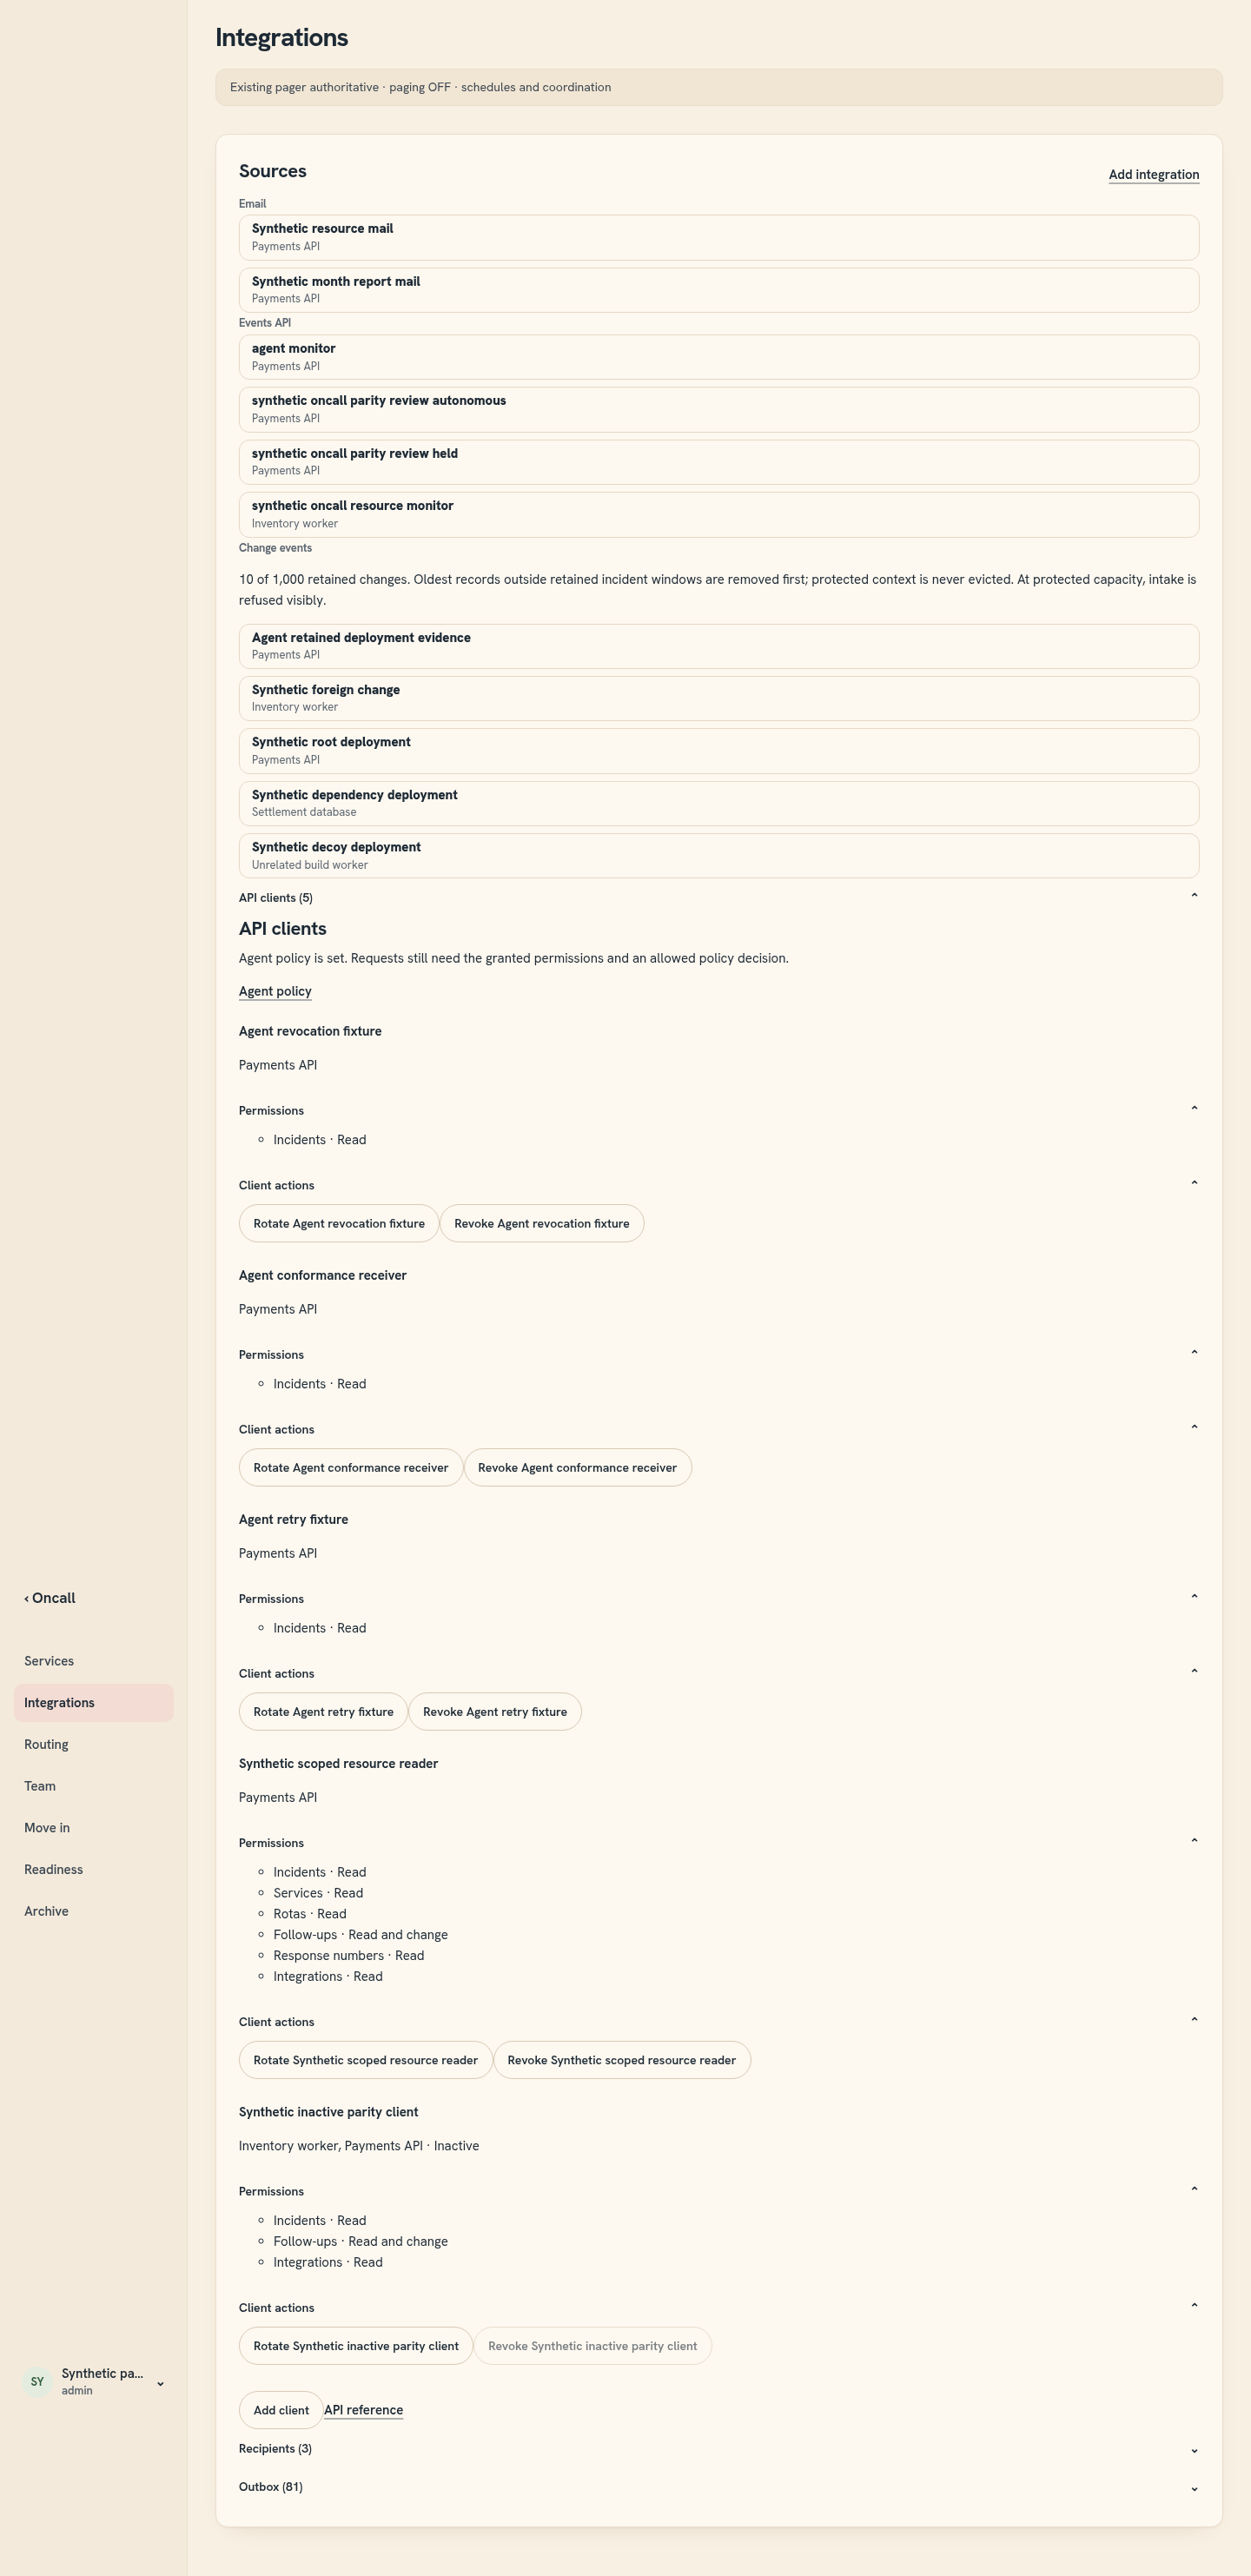 Integrations
Existing pager authoritative · paging OFF · schedules and coordination
Sources
Add integration
Email
Synthetic resource mail
Payments API
Synthetic month report mail
Payments API
Events API
agent monitor
Payments API
synthetic oncall parity review autonomous
Payments API
synthetic oncall parity review held
Payments API
synthetic oncall resource monitor
Inventory worker
Change events
10 of 1,000 retained changes. Oldest records outside retained incident windows are removed first; protected context is never evicted. At protected capacity, intake is
refused visibly.
Agent retained deployment evidence
Payments API
Synthetic foreign change
Inventory worker
Synthetic root deployment
Payments API
Synthetic dependency deployment
Settlement database
Synthetic decoy deployment
Unrelated build worker
API clients (5)
API clients
Agent policy is set. Requests still need the granted permissions and an allowed policy decision.
Agent policy
Agent revocation fixture
Payments API
Permissions
Incidents · Read
Client actions
Rotate Agent revocation fixture
Revoke Agent revocation fixture
Agent conformance receiver
Payments API
Permissions
Incidents · Read
Client actions
Rotate Agent conformance receiver
Revoke Agent conformance receiver
Agent retry fixture
Payments API
Permissions
Incidents · Read
Client actions
Rotate Agent retry fixture
Revoke Agent retry fixture
Synthetic scoped resource reader
Payments API
Permissions
Incidents · Read
Services · Read
Rotas · Read
Follow-ups · Read and change
Response numbers · Read
Integrations · Read
Client actions
Rotate Synthetic scoped resource reader
Revoke Synthetic scoped resource reader
Synthetic inactive parity client
Inventory worker, Payments API · Inactive
Permissions
Incidents · Read
Follow-ups · Read and change
Integrations · Read
Client actions
Rotate Synthetic inactive parity client
Revoke Synthetic inactive parity client
Add client
API reference
Recipients (3)
Outbox (81)
‹ Oncall
Services
Integrations
Routing
Team
Move in
Readiness
Archive
SY
Synthetic pa...
admin